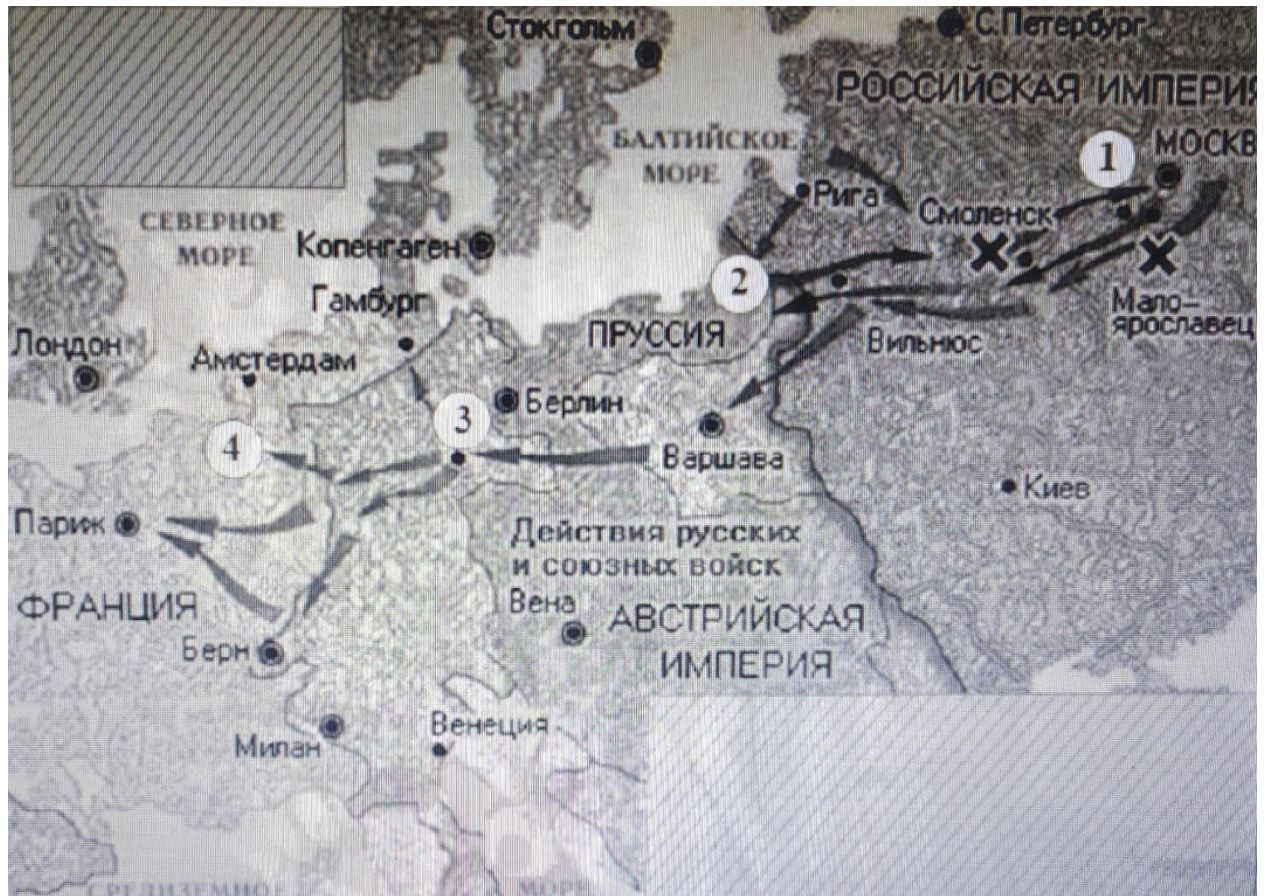 Стокгольм
С.Петербург
РОССИЙСКАЯ ИМПЕРИЯ
БАЛТИЙСКОЕ
МОРЕ
1
МОСКВ
Рига
Смоленск
СЕВЕРНОЕ
МОРЕ
Копенгаген
2
Гамбург
Мало-
ярославец
ПРУССИЯ
Вильнюс
Лондон
Амстердам
3
Берлин
4
Варшава
Киев
Париж
Действия русских
и союзных войск
ФРАНЦИЯ
Вена
АВСТРИЙСКАЯ
ИМПЕРИЯ
Берн
Милан
Венеция
СРЕДИЗЕМНОЕ
МОРЕ